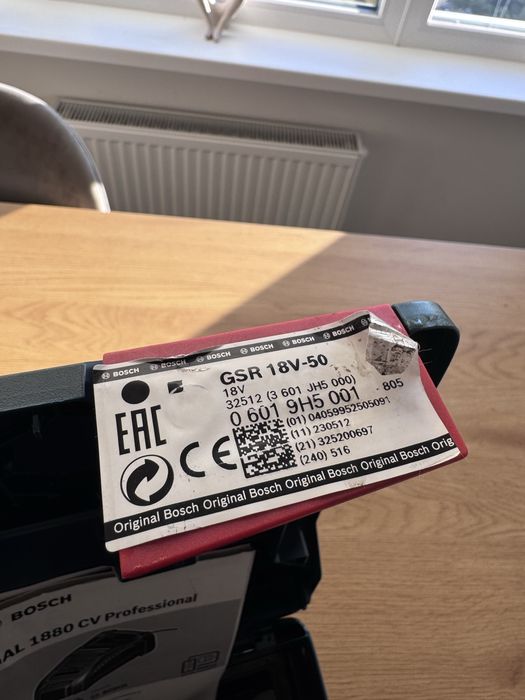 BOSCH BOSCH BOSCH BOSCH BOSCH BOSCH
GSR 18V-50
18V
32512 (3 601 JH5 000)
0 601 9H5 001 . 805
(01) 04059952505091
(11) 230512
(21) 325200697
(240) 516
EAC
CE
Original Bosch Original Bosch Original Bosch Original Bosch Original Bosch Orig
BOSCH
AL 1880 CV Professional